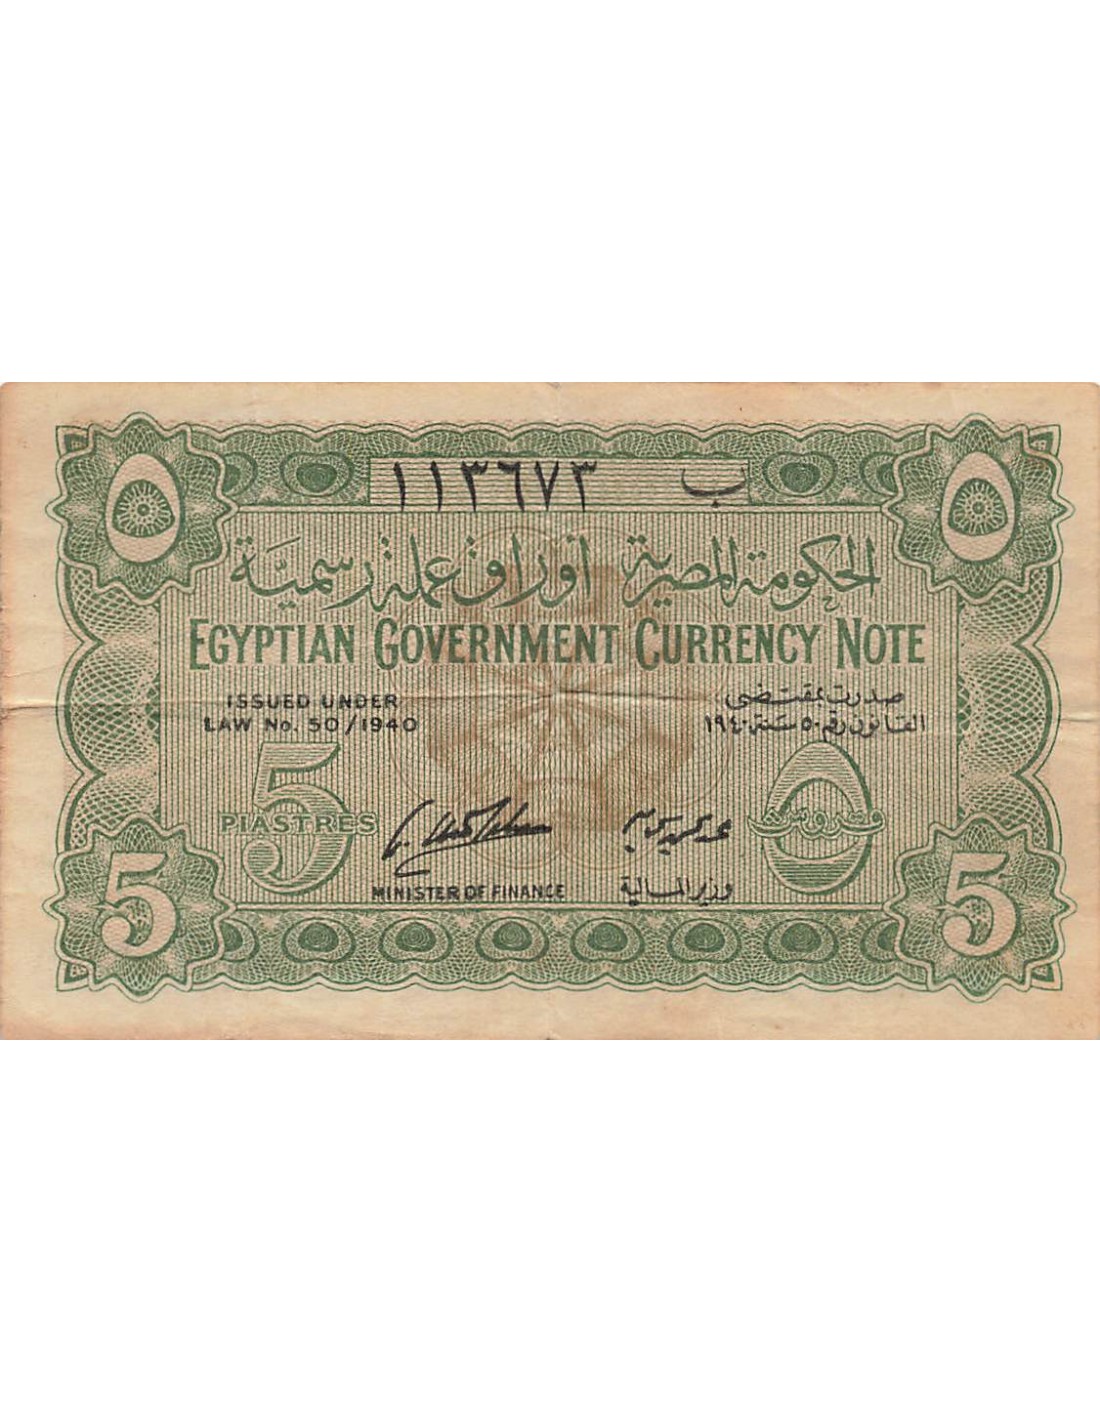 ١١٣٦٧٣ ب
٥ ٥
الحكومة المصرية أوراق عملة رسمية
EGYPTIAN GOVERNMENT CURRENCY NOTE
ISSUED UNDER
LAW No. 50/1940
صدرت بمقتضى
القانون رقم ٥٠ سنة ١٩٤٠
5
PIASTRES
٥
قروش
MINISTER OF FINANCE
وزير المالية
5 5